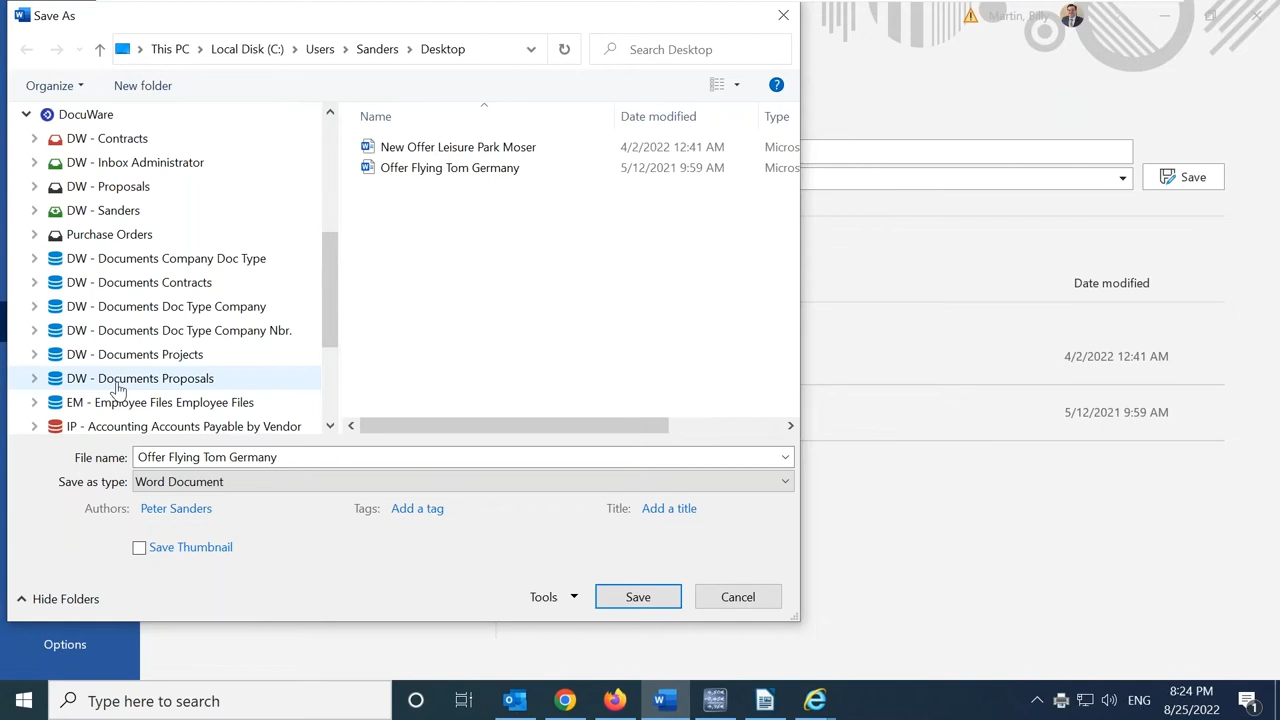 Save As
Martin, Pilly
This PC > Local Disk (C:) > Users > Sanders > Desktop
Search Desktop
Organize
New folder
DocuWare
DW - Contracts
DW - Inbox Administrator
DW - Proposals
DW - Sanders
Purchase Orders
DW - Documents Company Doc Type
DW - Documents Contracts
DW - Documents Doc Type Company
DW - Documents Doc Type Company Nbr.
DW - Documents Projects
DW - Documents Proposals
EM - Employee Files Employee Files
IP - Accounting Accounts Payable by Vendor
Name Date modified Type
New Offer Leisure Park Moser 4/2/2022 12:41 AM Micros
Offer Flying Tom Germany 5/12/2021 9:59 AM Micros
Save
Date modified
4/2/2022 12:41 AM
5/12/2021 9:59 AM
File name: Offer Flying Tom Germany
Save as type: Word Document
Authors: Peter Sanders Tags: Add a tag Title: Add a title
Save Thumbnail
Hide Folders
Tools Save Cancel
Options
Type here to search
ENG
8:24 PM
8/25/2022
1